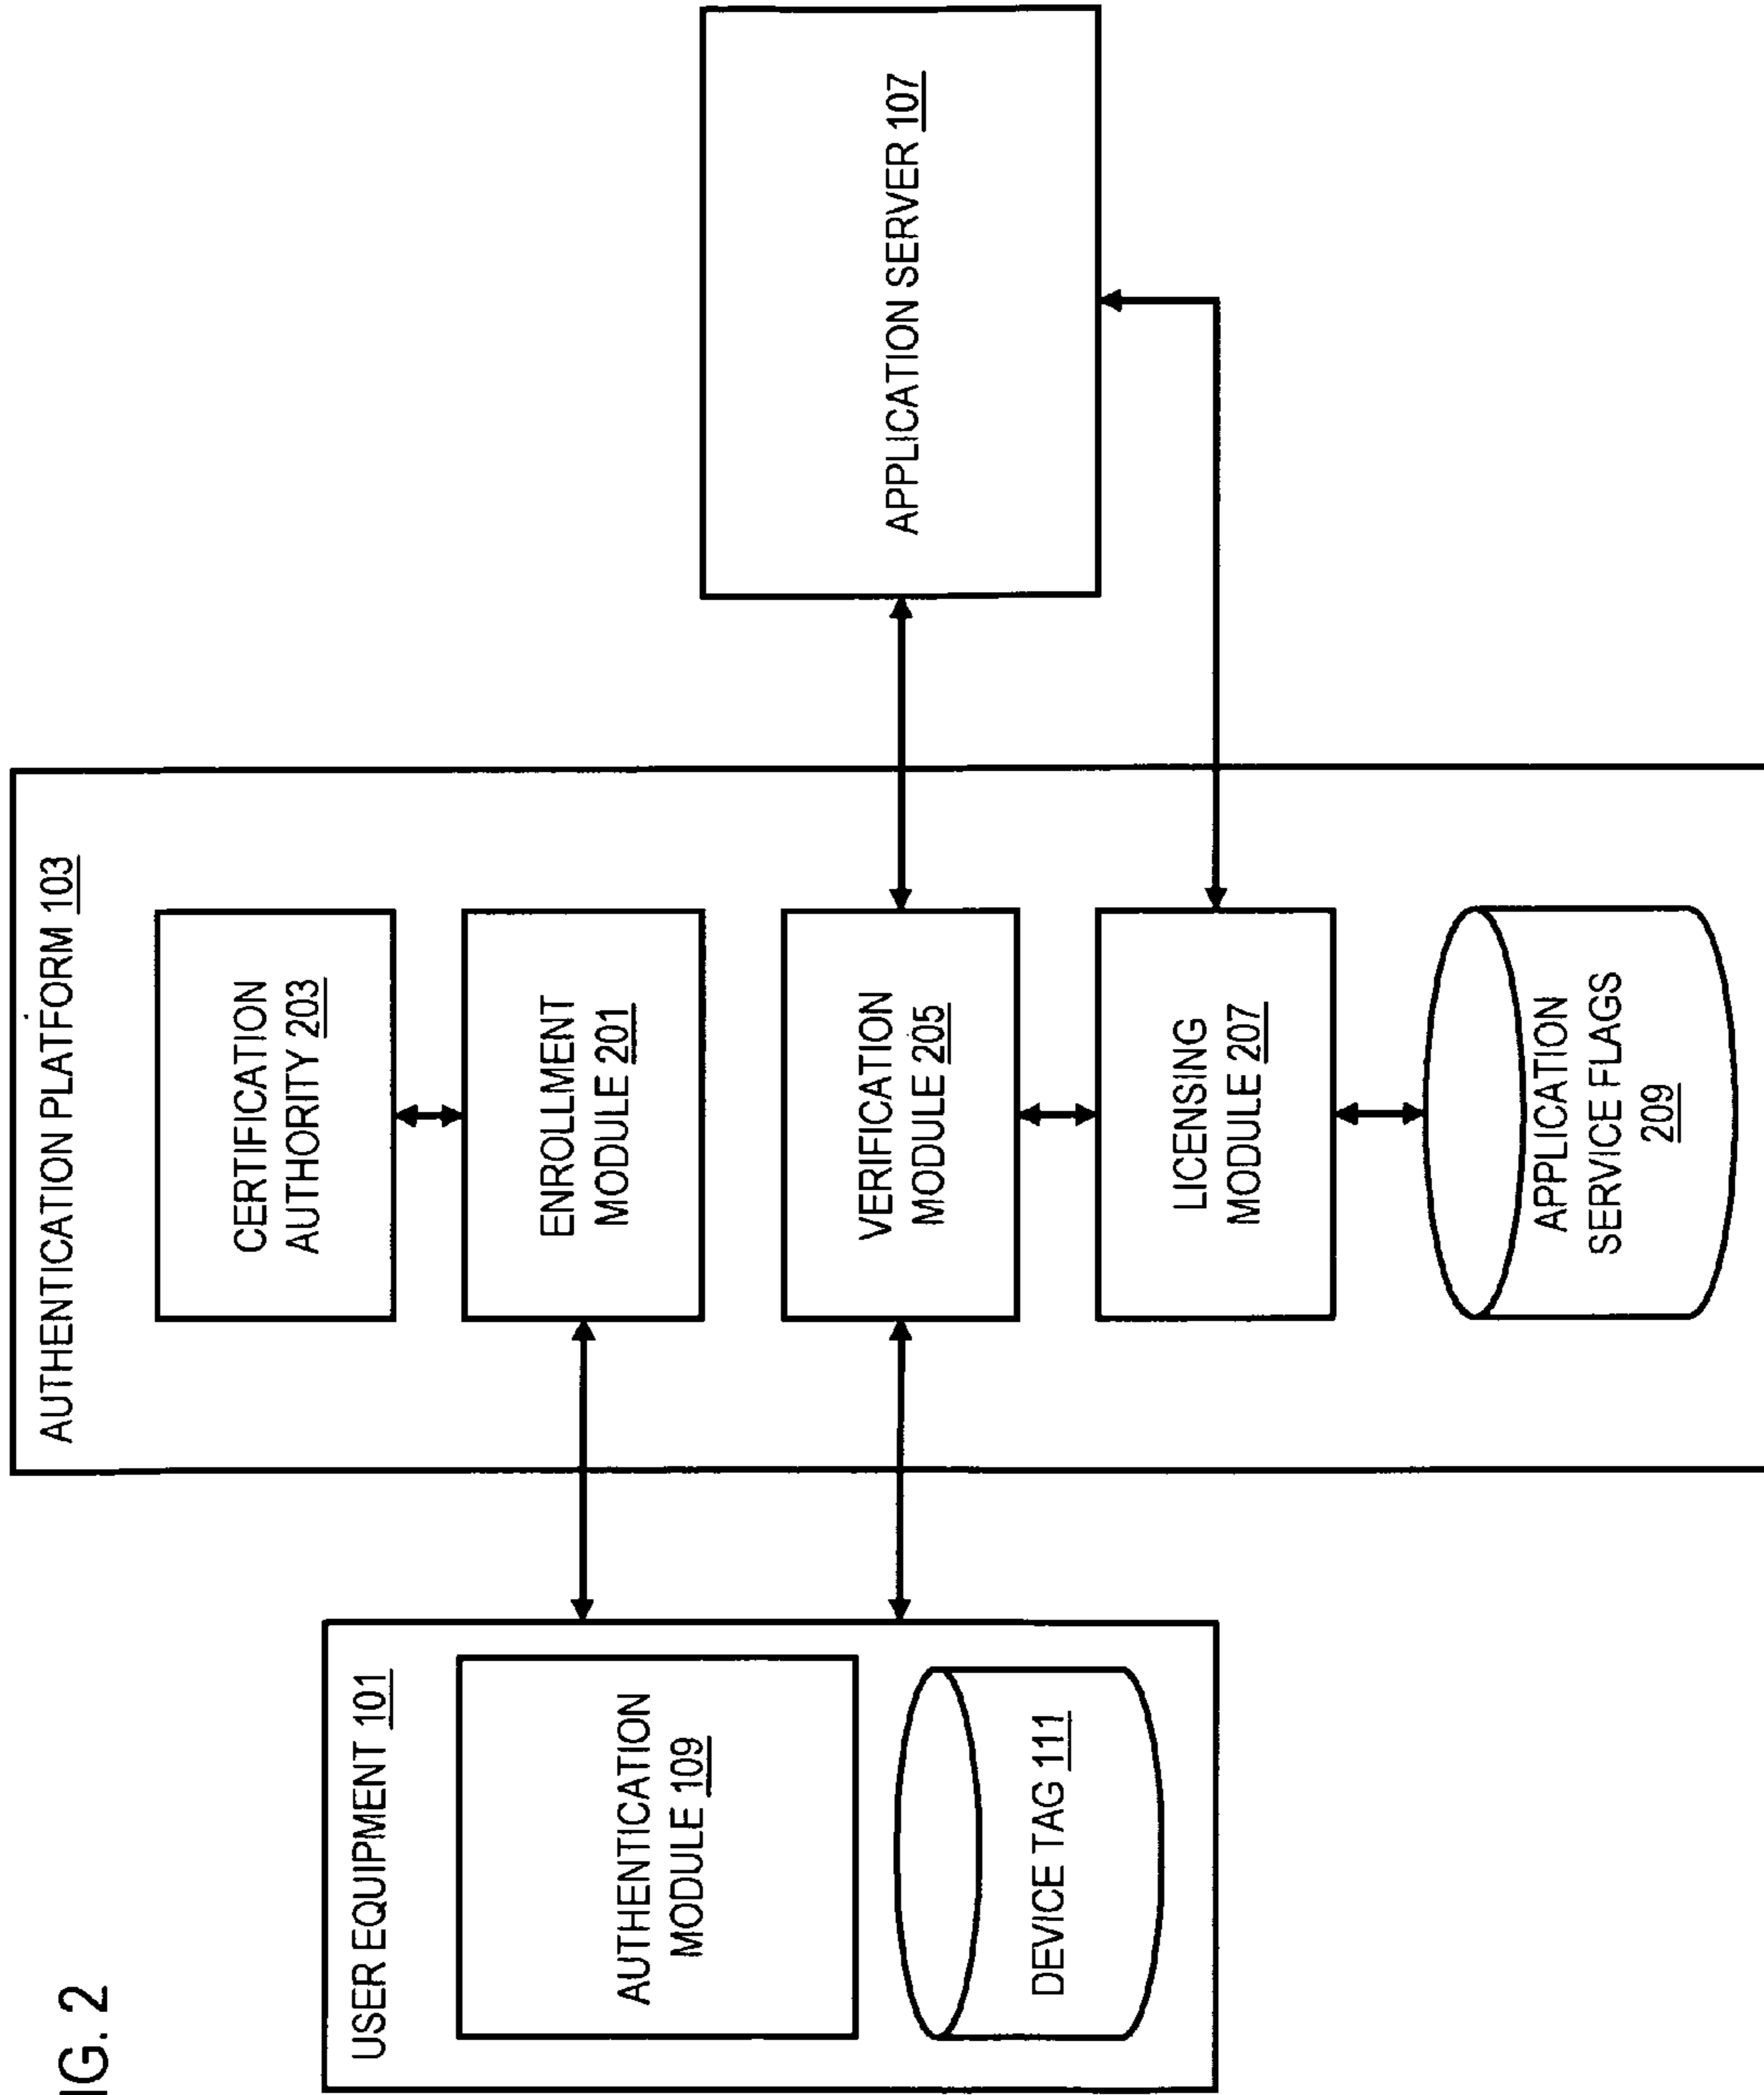 IG. 2
USER EQUIPMENT 101
AUTHENTICATION
MODULE 109
DEVICE TAG 111
AUTHENTICATION PLATFORM 103
CERTIFICATION
AUTHORITY 203
ENROLLMENT
MODULE 201
VERIFICATION
MODULE 205
LICENSING
MODULE 207
APPLICATION
SERVICE FLAGS
209
APPLICATION SERVER 107